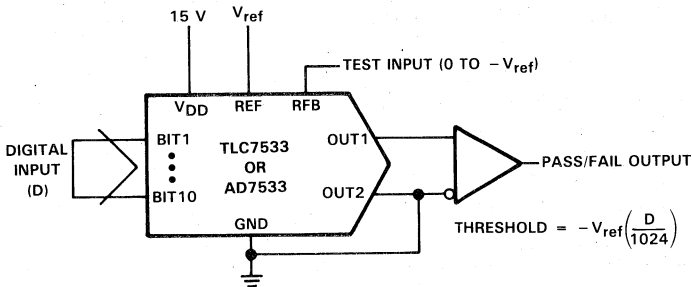 15 V
Vref
TEST INPUT (0 TO −Vref)
VDD REF RFB
DIGITAL
INPUT
(D)
BIT1
BIT10
TLC7533
OR
AD7533
OUT1
OUT2
GND
PASS/FAIL OUTPUT
THRESHOLD = −Vref(D/1024)